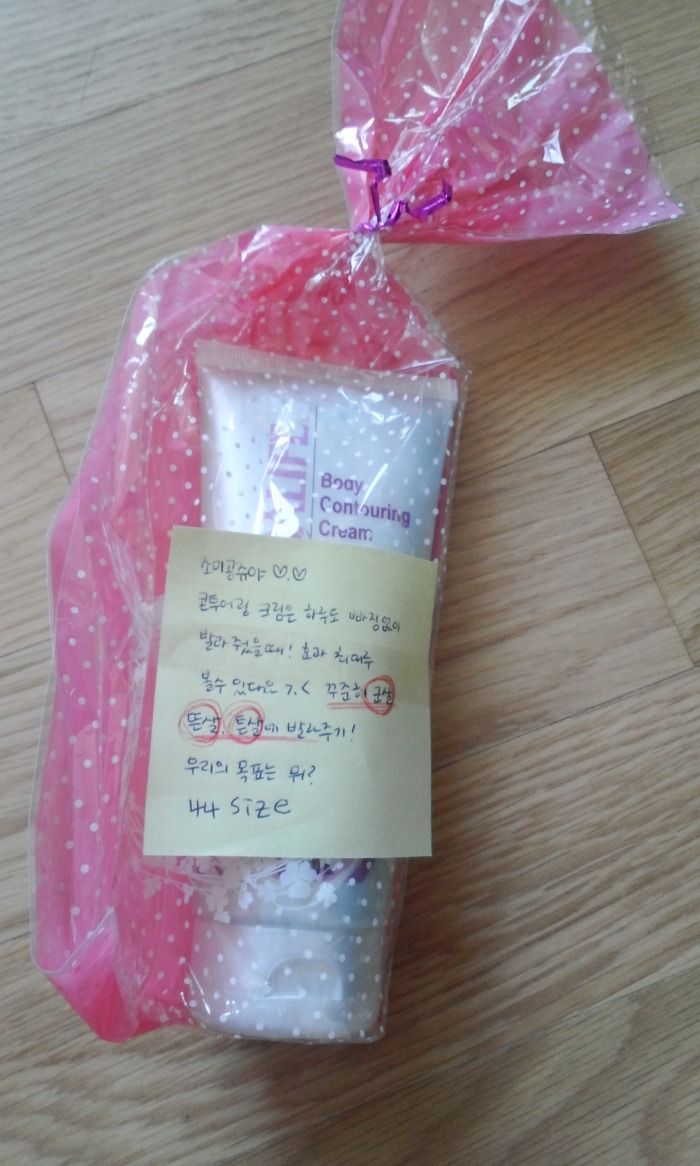 Body
Contouring
Cream
소미공쥬야 ♡.♡
콘투어링 크림은 하루도 빠짐없이
발라 줬을때! 효과 최대루
볼수 있다은 ㄱ.< 꾸준히 군살
뜬살. 튼살에 발라주기!
우리의 목표는 뭐?
44 SIZE